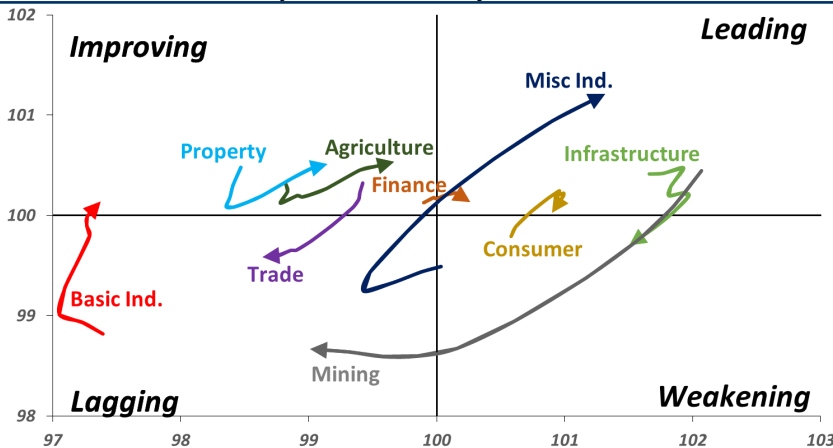 102
Improving
Leading
Misc Ind.
101
Property
Agriculture
Infrastructure
Finance
100
Consumer
Trade
Basic Ind.
99
Mining
Lagging
Weakening
98
97
98
99
100
101
102
103